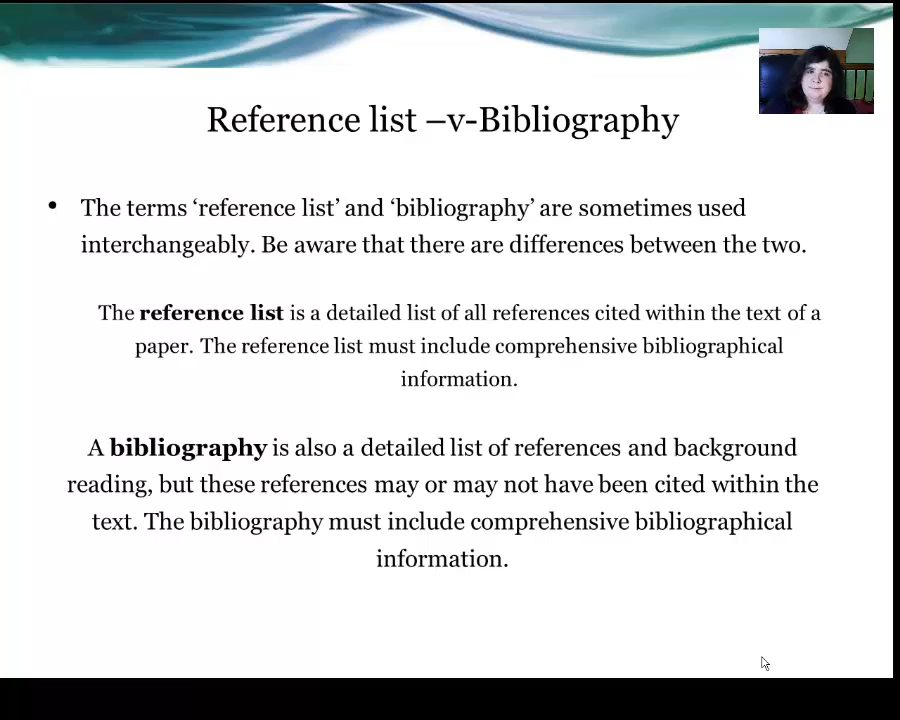 Reference list –v-Bibliography
• The terms ‘reference list’ and ‘bibliography’ are sometimes used
interchangeably. Be aware that there are differences between the two.
The reference list is a detailed list of all references cited within the text of a
paper. The reference list must include comprehensive bibliographical
information.
A bibliography is also a detailed list of references and background
reading, but these references may or may not have been cited within the
text. The bibliography must include comprehensive bibliographical
information.